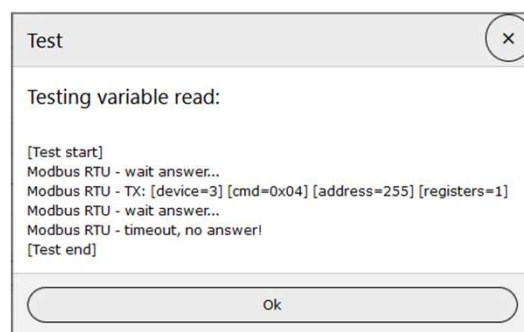 Test
×
Testing variable read:
[Test start]
Modbus RTU - wait answer...
Modbus RTU - TX: [device=3] [cmd=0x04] [address=255] [registers=1]
Modbus RTU - wait answer...
Modbus RTU - timeout, no answer!
[Test end]
Ok